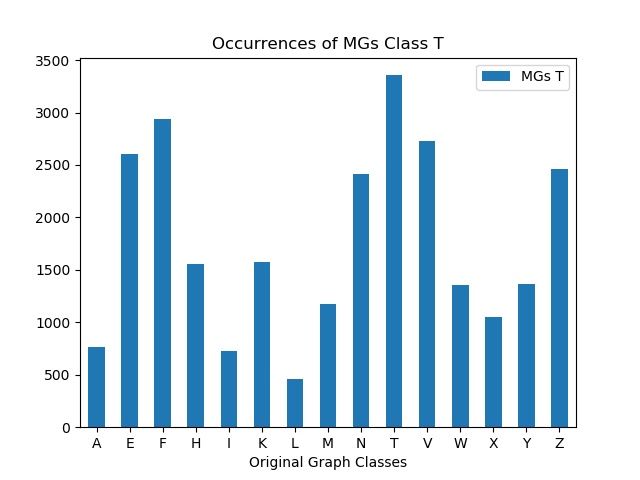 Occurrences of MGs Class T
MGs T
3500
3000
2500
2000
1500
1000
500
0
A E F H I K L M N T V W X Y Z
Original Graph Classes